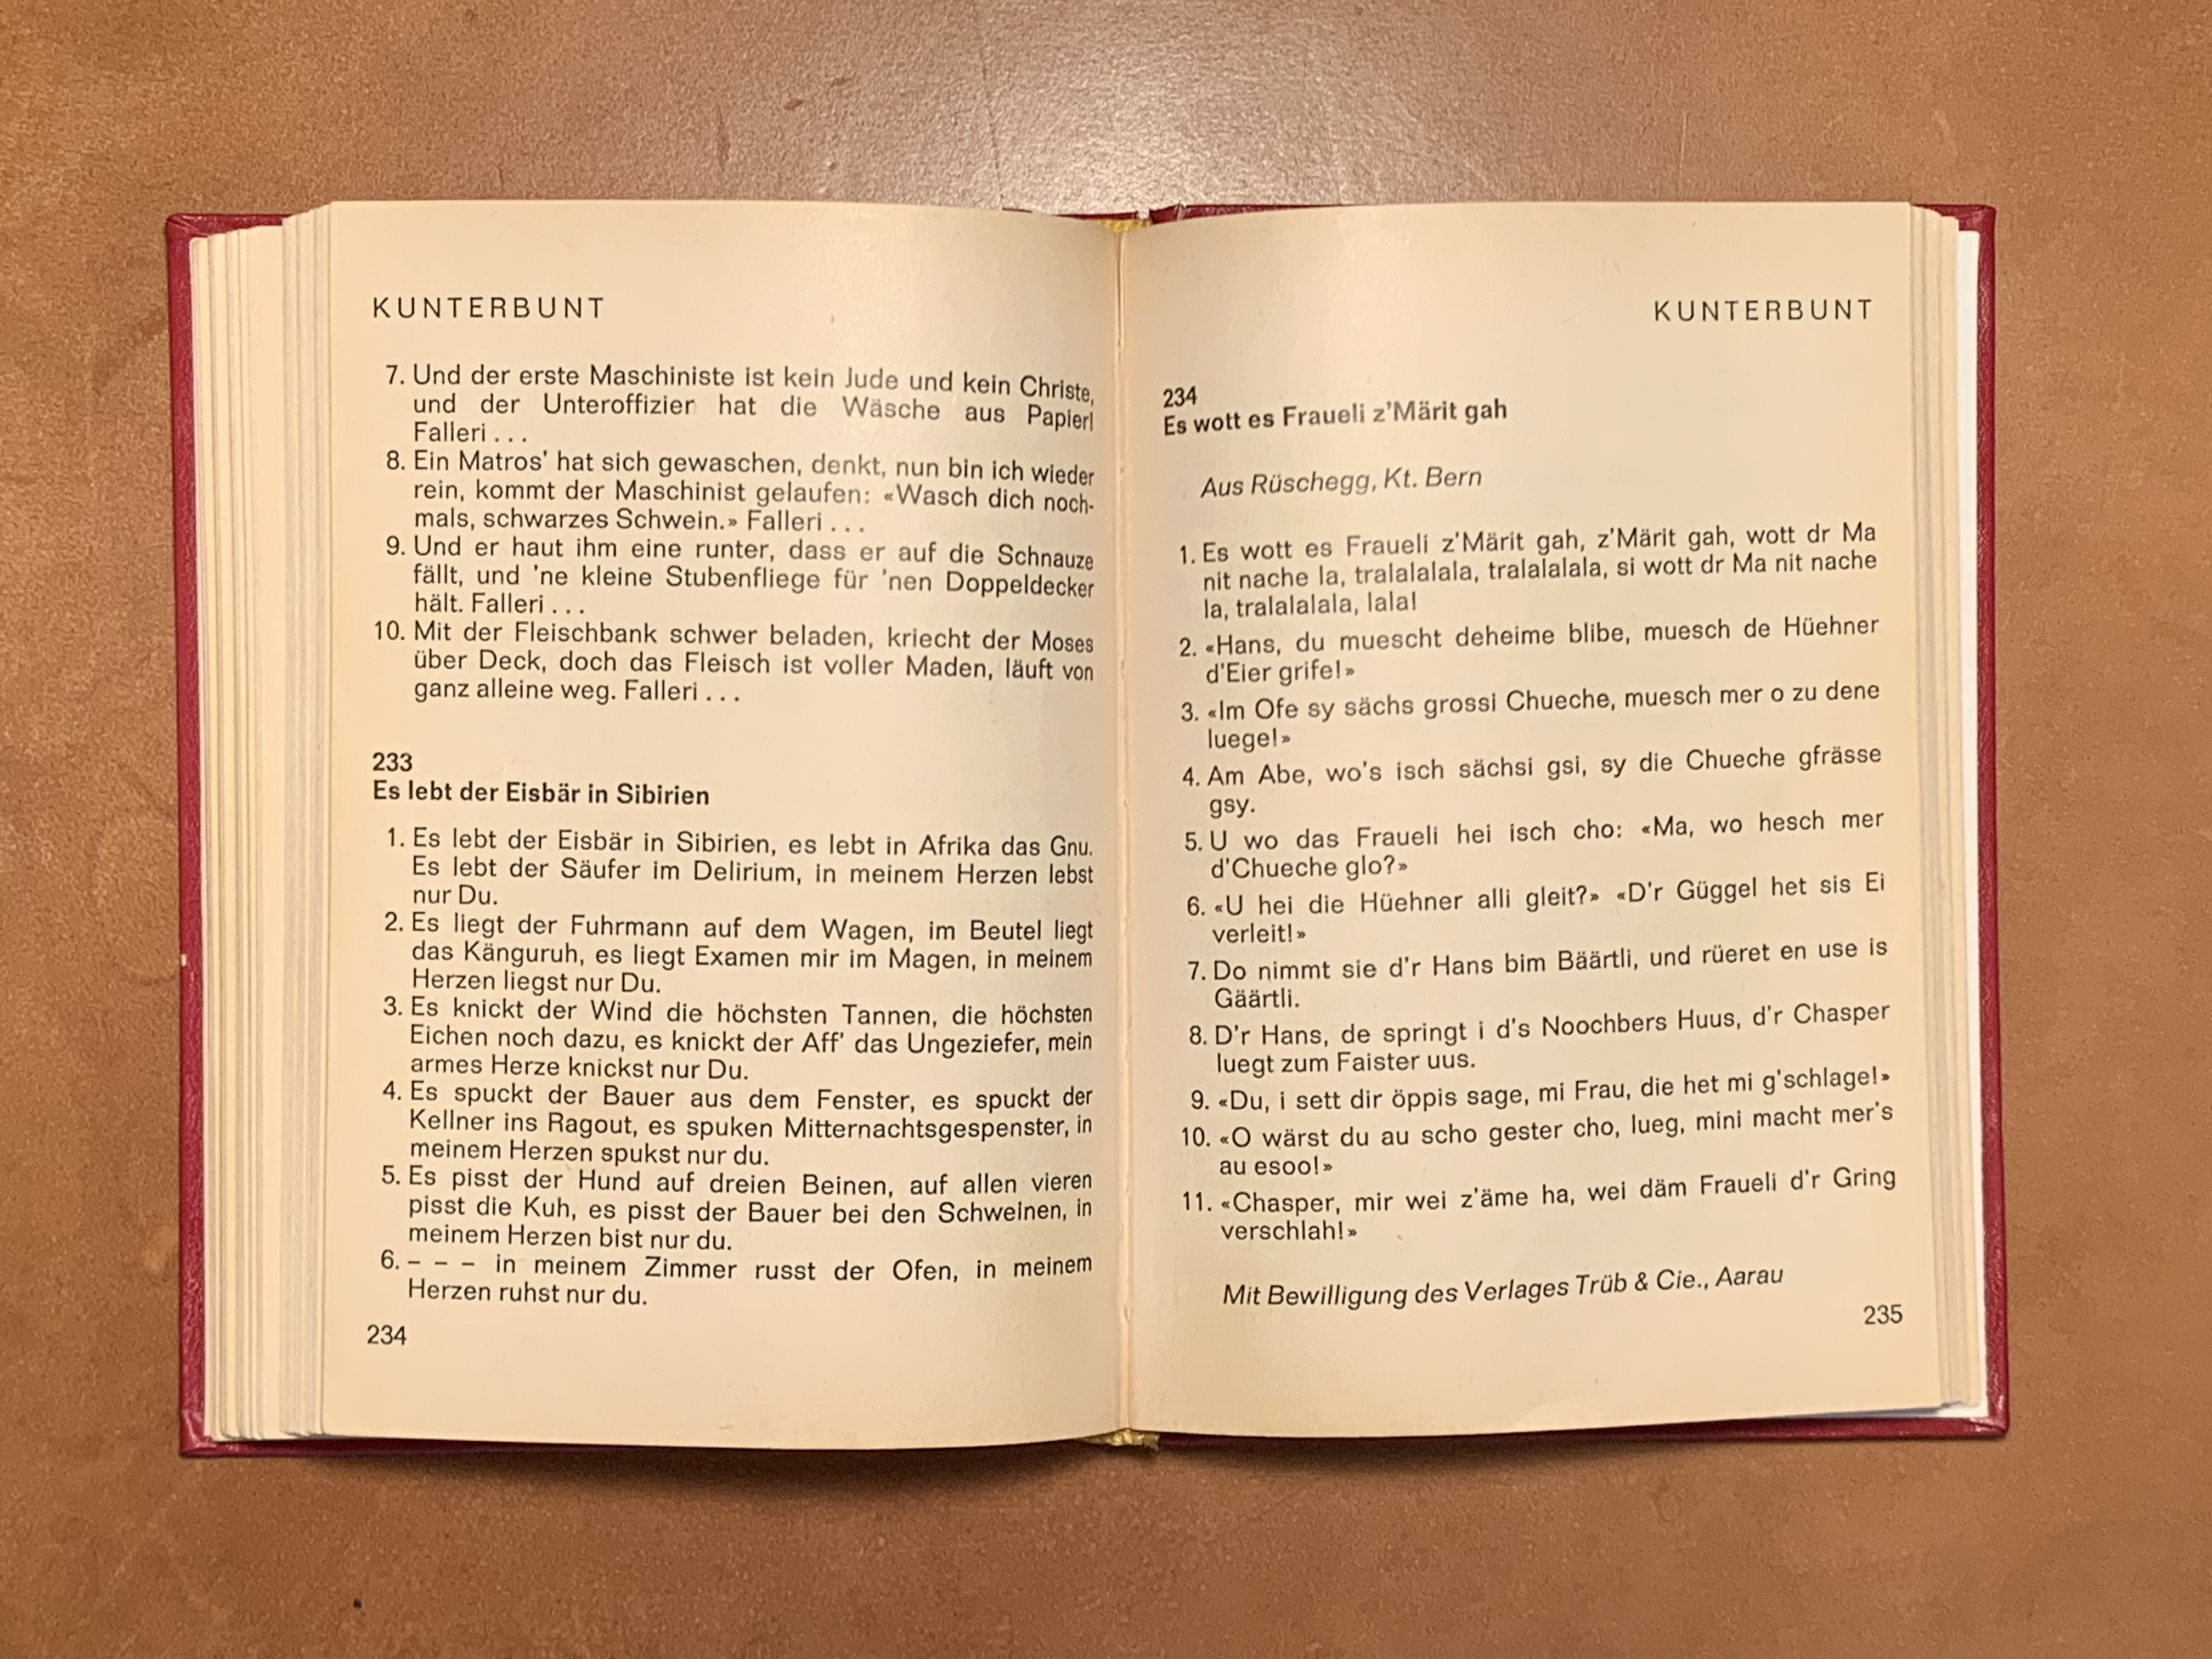 KUNTERBUNT
7. Und der erste Maschiniste ist kein Jude und kein Christe,
und der Unteroffizier hat die Wäsche aus Papier!
Falleri . . .
8. Ein Matros' hat sich gewaschen, denkt, nun bin ich wieder
rein, kommt der Maschinist gelaufen: «Wasch dich noch-
mals, schwarzes Schwein.» Falleri . . .
9. Und er haut ihm eine runter, dass er auf die Schnauze
fällt, und 'ne kleine Stubenfliege für 'nen Doppeldecker
hält. Falleri . . .
10. Mit der Fleischbank schwer beladen, kriecht der Moses
über Deck, doch das Fleisch ist voller Maden, läuft von
ganz alleine weg. Falleri . . .
233
Es lebt der Eisbär in Sibirien
1. Es lebt der Eisbär in Sibirien, es lebt in Afrika das Gnu.
Es lebt der Säufer im Delirium, in meinem Herzen lebst
nur Du.
2. Es liegt der Fuhrmann auf dem Wagen, im Beutel liegt
das Känguruh, es liegt Examen mir im Magen, in meinem
Herzen liegst nur Du.
3. Es knickt der Wind die höchsten Tannen, die höchsten
Eichen noch dazu, es knickt der Aff' das Ungeziefer, mein
armes Herze knickst nur Du.
4. Es spuckt der Bauer aus dem Fenster, es spuckt der
Kellner ins Ragout, es spuken Mitternachtsgespenster, in
meinem Herzen spukst nur du.
5. Es pisst der Hund auf dreien Beinen, auf allen vieren
pisst die Kuh, es pisst der Bauer bei den Schweinen, in
meinem Herzen bist nur du.
6. – – – in meinem Zimmer russt der Ofen, in meinem
Herzen ruhst nur du.
234
KUNTERBUNT
234
Es wott es Fraueli z'Märit gah
Aus Rüschegg, Kt. Bern
1. Es wott es Fraueli z'Märit gah, z'Märit gah, wott dr Ma
nit nache la, tralalalala, tralalalala, si wott dr Ma nit nache
la, tralalalala, lala!
2. «Hans, du muescht deheime blibe, muesch de Hüehner
d'Eier grife!»
3. «Im Ofe sy sächs grossi Chueche, muesch mer o zu dene
luege!»
4. Am Abe, wo's isch sächsi gsi, sy die Chueche gfrässe
gsy.
5. U wo das Fraueli hei isch cho: «Ma, wo hesch mer
d'Chueche glo?»
6. «U hei die Hüehner alli gleit?» «D'r Güggel het sis Ei
verleit!»
7. Do nimmt sie d'r Hans bim Bäärtli, und rüeret en use is
Gäärtli.
8. D'r Hans, de springt i d's Noochbers Huus, d'r Chasper
luegt zum Faister uus.
9. «Du, i sett dir öppis sage, mi Frau, die het mi g'schlage!»
10. «O wärst du au scho gester cho, lueg, mini macht mer's
au esoo!»
11. «Chasper, mir wei z'äme ha, wei däm Fraueli d'r Gring
verschlah!»
Mit Bewilligung des Verlages Trüb & Cie., Aarau
235